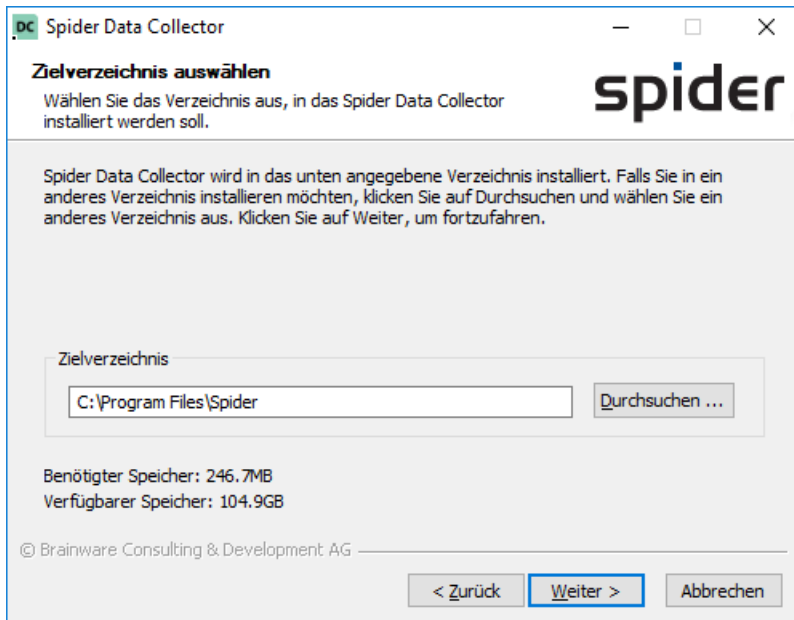 DC Spider Data Collector
Zielverzeichnis auswählen
Wählen Sie das Verzeichnis aus, in das Spider Data Collector
installiert werden soll.
spider
Spider Data Collector wird in das unten angegebene Verzeichnis installiert. Falls Sie in ein
anderes Verzeichnis installieren möchten, klicken Sie auf Durchsuchen und wählen Sie ein
anderes Verzeichnis aus. Klicken Sie auf Weiter, um fortzufahren.
Zielverzeichnis
C:\Program Files\Spider
Durchsuchen ...
Benötigter Speicher: 246.7MB
Verfügbarer Speicher: 104.9GB
© Brainware Consulting & Development AG
< Zurück
Weiter >
Abbrechen